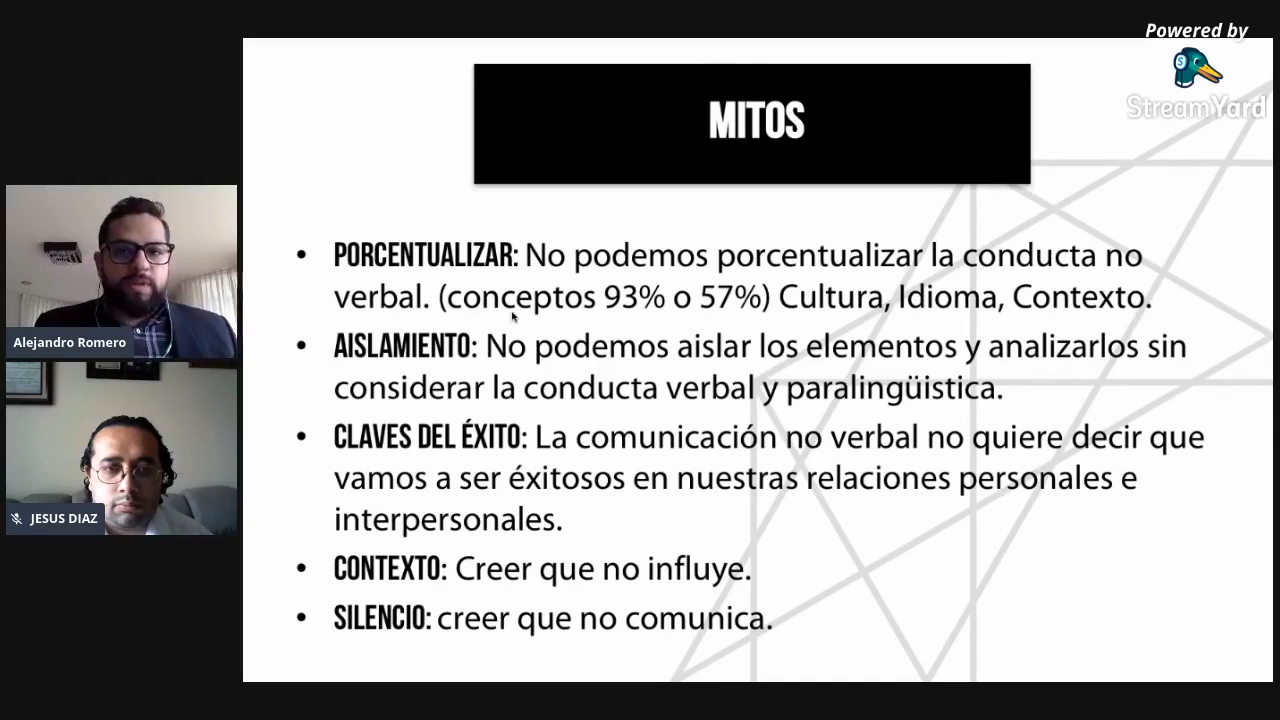 Powered by
StreamYard
MITOS
• PORCENTUALIZAR: No podemos porcentualizar la conducta no
verbal. (conceptos 93% o 57%) Cultura, Idioma, Contexto.
• AISLAMIENTO: No podemos aislar los elementos y analizarlos sin
considerar la conducta verbal y paralingüistica.
• CLAVES DEL ÉXITO: La comunicación no verbal no quiere decir que
vamos a ser éxitosos en nuestras relaciones personales e
interpersonales.
• CONTEXTO: Creer que no influye.
• SILENCIO: creer que no comunica.
Alejandro Romero
JESUS DIAZ